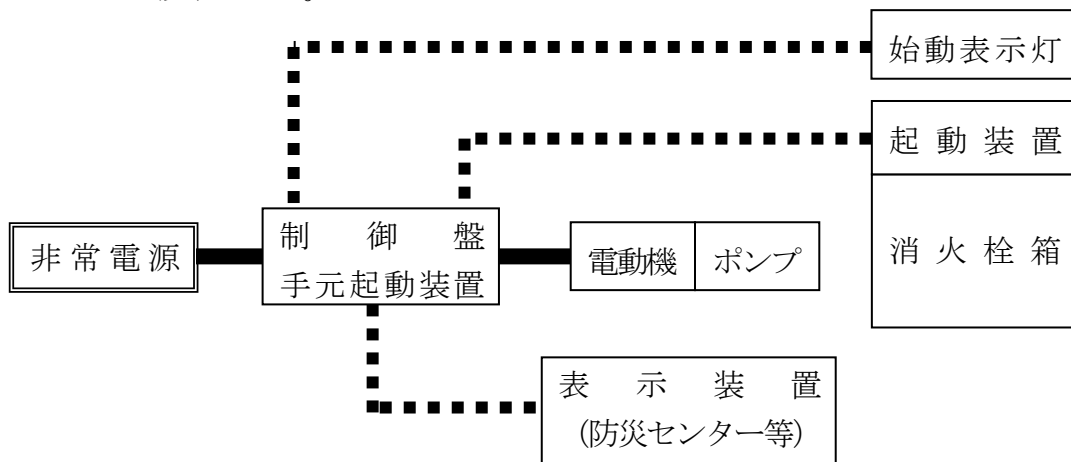 始動表示灯
起動装置
消火栓箱
非常電源
制御盤
手元起動装置
電動機
ポンプ
表示装置
(防災センター等)